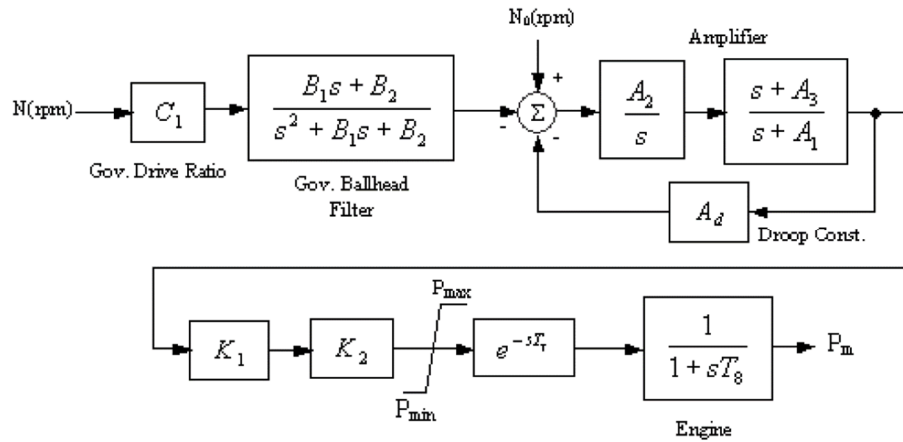 N₀(rpm)
Amplifier
N(rpm)
C₁
B₁s + B₂
s² + B₁s + B₂
+
Σ
-
-
A₂
s
s + A₃
s + A₁
Gov. Drive Ratio
Gov. Ballhead
Filter
A_d
Droop Const.
P_max
K₁
K₂
e^{-sT_τ}
1
1 + sT₈
P_m
P_min
Engine